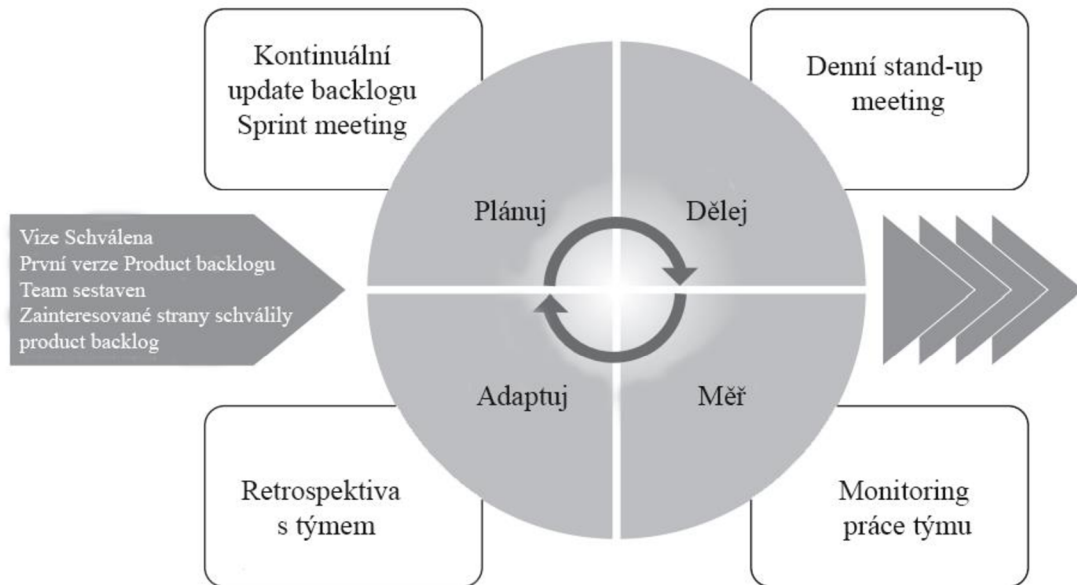 Kontinuální
update backlogu
Sprint meeting
Denní stand-up
meeting
Plánuj
Dělej
Vize Schválena
První verze Product backlogu
Team sestaven
Zainteresované strany schválily
product backlog
Adaptuj
Měř
Retrospektiva
s týmem
Monitoring
práce týmu